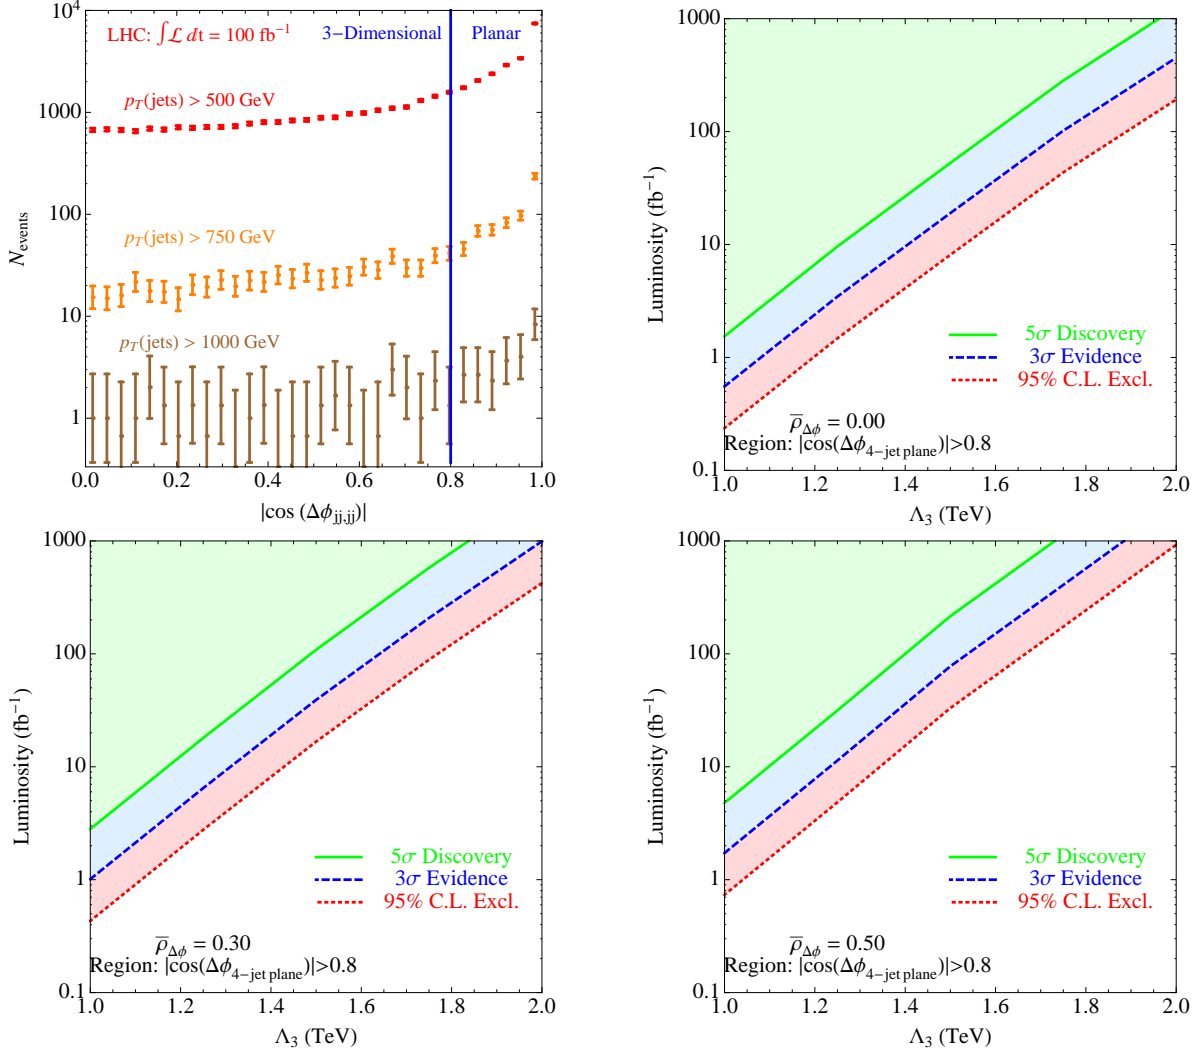 LHC: ∫ℒ dt = 100 fb⁻¹
3−Dimensional
Planar
p_T(jets) > 500 GeV
p_T(jets) > 750 GeV
p_T(jets) > 1000 GeV
N_events
10⁴
1000
100
10
1
0.0 0.2 0.4 0.6 0.8 1.0
|cos (Δϕ_jj,jj)|
Luminosity (fb⁻¹)
1000
100
10
1
0.1
5σ Discovery
3σ Evidence
95% C.L. Excl.
ρ̅_Δϕ = 0.00
Region: |cos(Δϕ_4−jet plane)|>0.8
1.0 1.2 1.4 1.6 1.8 2.0
Λ₃ (TeV)
Luminosity (fb⁻¹)
1000
100
10
1
0.1
5σ Discovery
3σ Evidence
95% C.L. Excl.
ρ̅_Δϕ = 0.30
Region: |cos(Δϕ_4−jet plane)|>0.8
1.0 1.2 1.4 1.6 1.8 2.0
Λ₃ (TeV)
Luminosity (fb⁻¹)
1000
100
10
1
0.1
5σ Discovery
3σ Evidence
95% C.L. Excl.
ρ̅_Δϕ = 0.50
Region: |cos(Δϕ_4−jet plane)|>0.8
1.0 1.2 1.4 1.6 1.8 2.0
Λ₃ (TeV)